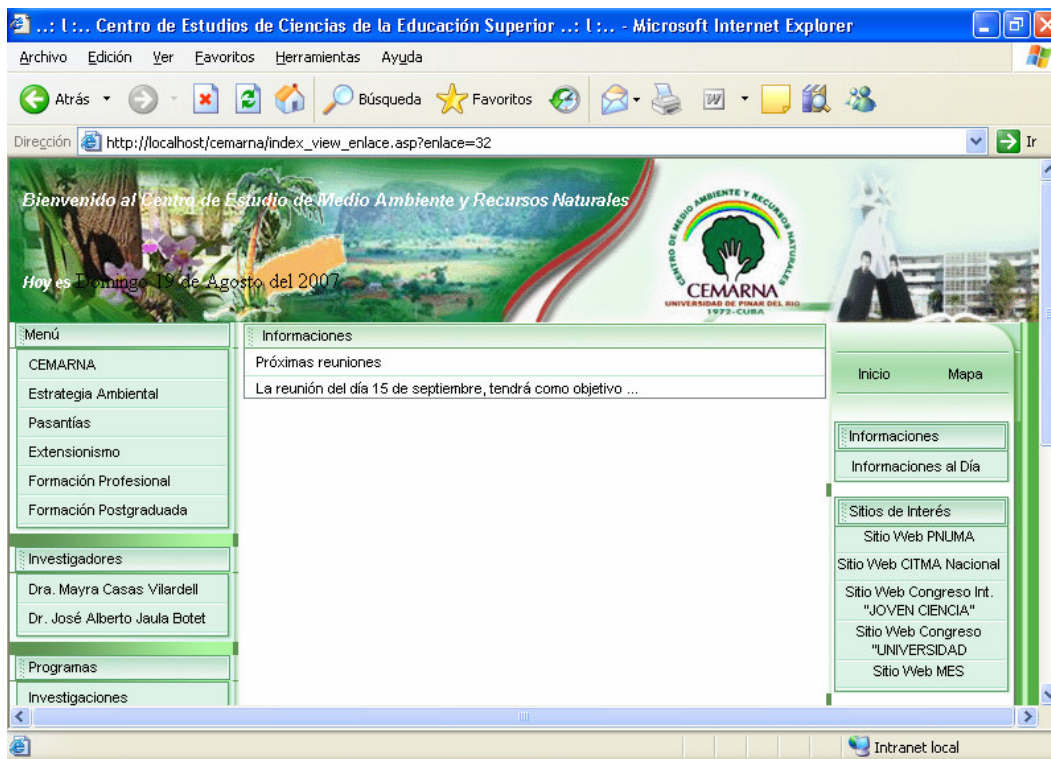 ..: l :.. Centro de Estudios de Ciencias de la Educación Superior ..: l :.. - Microsoft Internet Explorer
Archivo Edición Ver Favoritos Herramientas Ayuda
Atrás Búsqueda Favoritos
Dirección http://localhost/cemarna/index_view_enlace.asp?enlace=32 Ir
Bienvenido al Centro de Estudio de Medio Ambiente y Recursos Naturales
Hoy es Domingo 19 de Agosto del 2007
CENTRO DE MEDIO AMBIENTE Y RECURSOS NATURALES
CEMARNA
UNIVERSIDAD DE PINAR DEL RIO
1972-CUBA
Menú
CEMARNA
Estrategia Ambiental
Pasantías
Extensionismo
Formación Profesional
Formación Postgraduada
Investigadores
Dra. Mayra Casas Vilardell
Dr. José Alberto Jaula Botet
Programas
Investigaciones
Informaciones
Próximas reuniones
La reunión del día 15 de septiembre, tendrá como objetivo ...
Inicio Mapa
Informaciones
Informaciones al Día
Sitios de Interés
Sitio Web PNUMA
Sitio Web CITMA Nacional
Sitio Web Congreso Int.
"JOVEN CIENCIA"
Sitio Web Congreso
"UNIVERSIDAD
Sitio Web MES
Intranet local